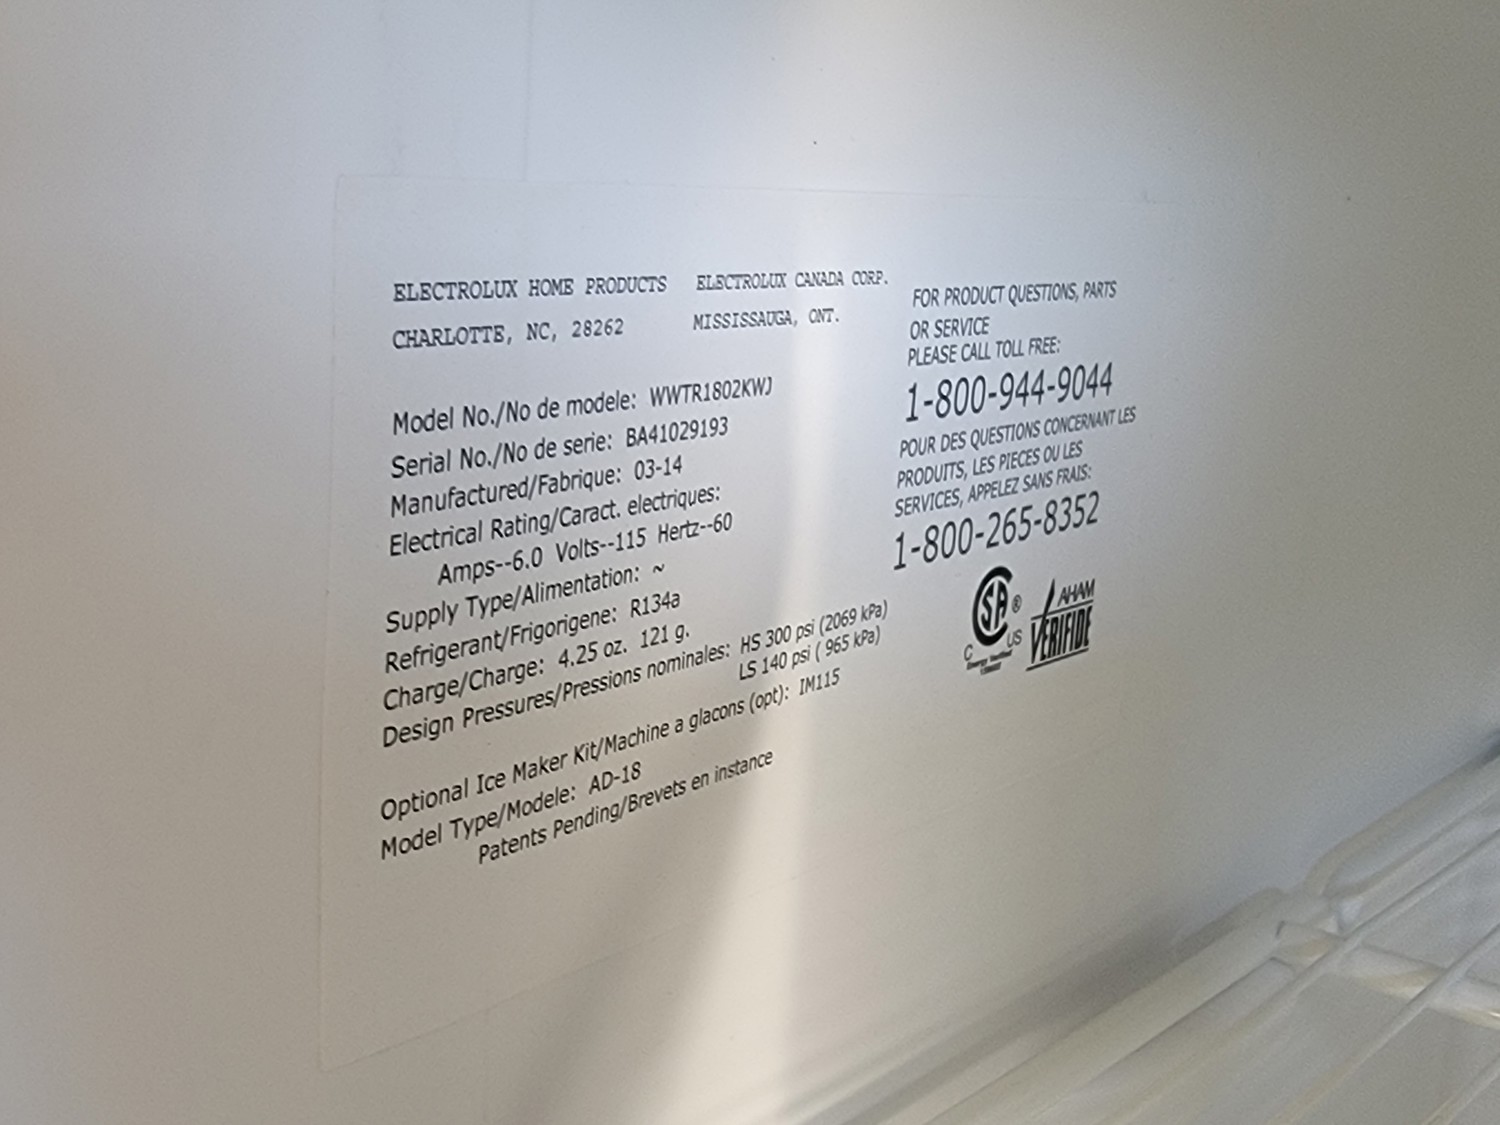 ELECTROLUX HOME PRODUCTS ELECTROLUX CANADA CORP.
CHARLOTTE, NC, 28262 MISSISSAUGA, ONT.
Model No./No de modele: WWTR1802KWJ
Serial No./No de serie: BA41029193
Manufactured/Fabrique: 03-14
Electrical Rating/Caract. electriques:
Amps--6.0 Volts--115 Hertz--60
Supply Type/Alimentation: ~
Refrigerant/Frigorigene: R134a
Charge/Charge: 4.25 oz. 121 g.
Design Pressures/Pressions nominales: HS 300 psi (2069 kPa)
LS 140 psi ( 965 kPa)
Optional Ice Maker Kit/Machine a glacons (opt): IM115
Model Type/Modele: AD-18
Patents Pending/Brevets en instance
FOR PRODUCT QUESTIONS, PARTS
OR SERVICE
PLEASE CALL TOLL FREE:
1-800-944-9044
POUR DES QUESTIONS CONCERNANT LES
PRODUITS, LES PIECES OU LES
SERVICES, APPELEZ SANS FRAIS:
1-800-265-8352
SA ®
C US
Energy Verified
AHAM
VERIFIDE